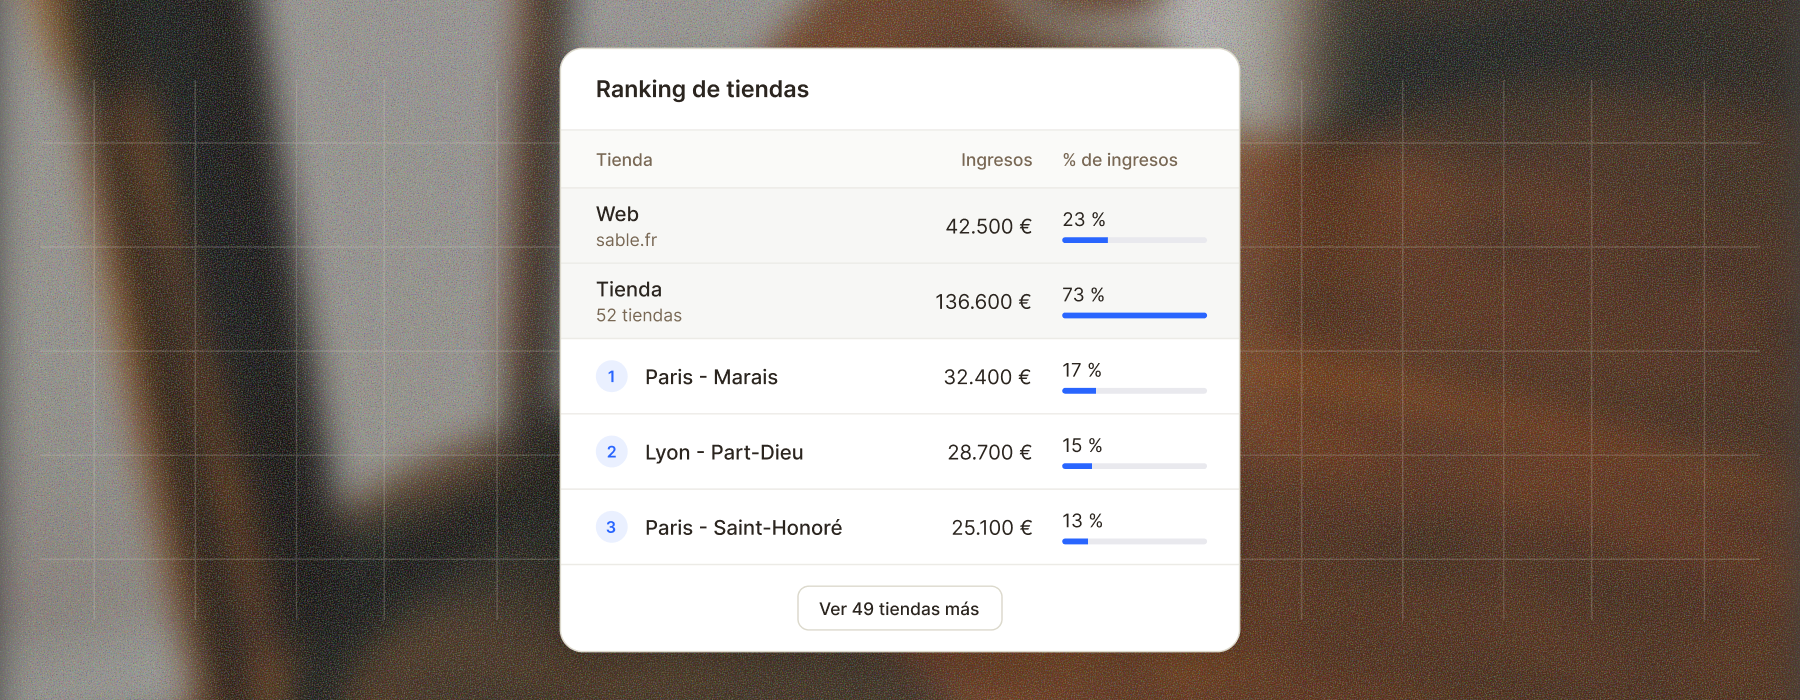 Ranking de tiendas
Tienda Ingresos % de ingresos
Web
sable.fr
42.500 €
23 %
Tienda
52 tiendas
136.600 €
73 %
1 Paris - Marais 32.400 € 17 %
2 Lyon - Part-Dieu 28.700 € 15 %
3 Paris - Saint-Honoré 25.100 € 13 %
Ver 49 tiendas más